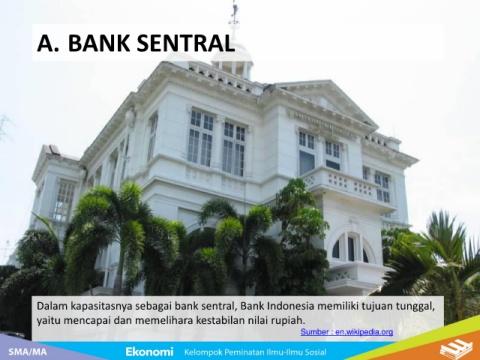 A. BANK SENTRAL
Dalam kapasitasnya sebagai bank sentral, Bank Indonesia memiliki tujuan tunggal,
yaitu mencapai dan memelihara kestabilan nilai rupiah.
Sumber : en.wikipedia.org
SMA/MA Ekonomi Kelompok Peminatan Ilmu-Ilmu Sosial